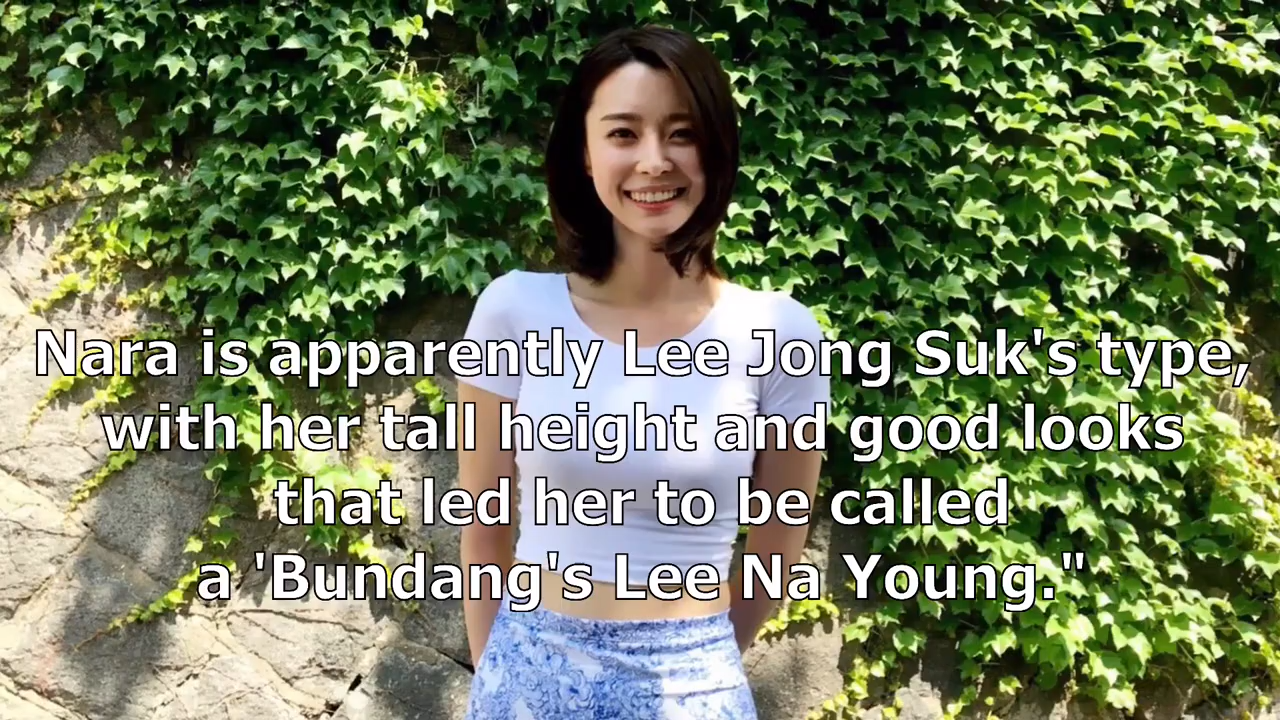 Nara is apparently Lee Jong Suk's type,
with her tall height and good looks
that led her to be called
a 'Bundang's Lee Na Young."